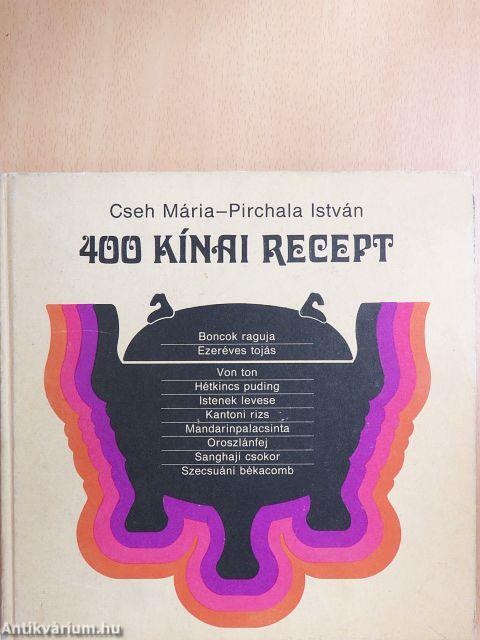 Cseh Mária–Pirchala István
400 KÍNAI RECEPT
Boncok raguja
Ezeréves tojás
Von ton
Hétkincs puding
Istenek levese
Kantoni rizs
Mandarinpalacsinta
Oroszlánfej
Sanghaji csokor
Szecsuáni békacomb
Antikvárium.hu